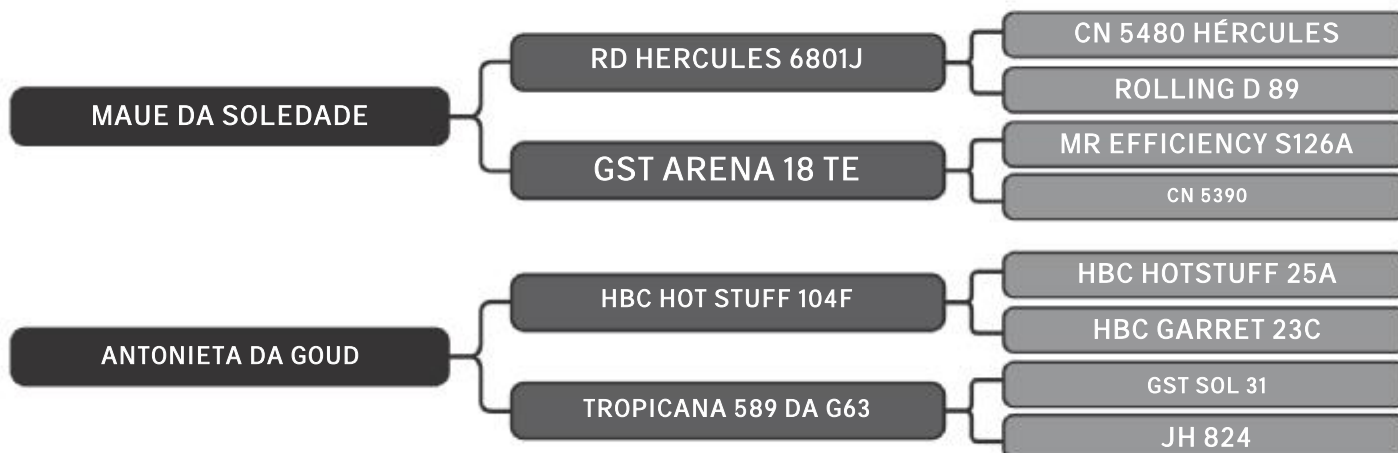 CN 5480 HÉRCULES
RD HERCULES 6801J
ROLLING D 89
MAUE DA SOLEDADE
MR EFFICIENCY S126A
GST ARENA 18 TE
CN 5390
HBC HOTSTUFF 25A
HBC HOT STUFF 104F
HBC GARRET 23C
ANTONIETA DA GOUD
GST SOL 31
TROPICANA 589 DA G63
JH 824